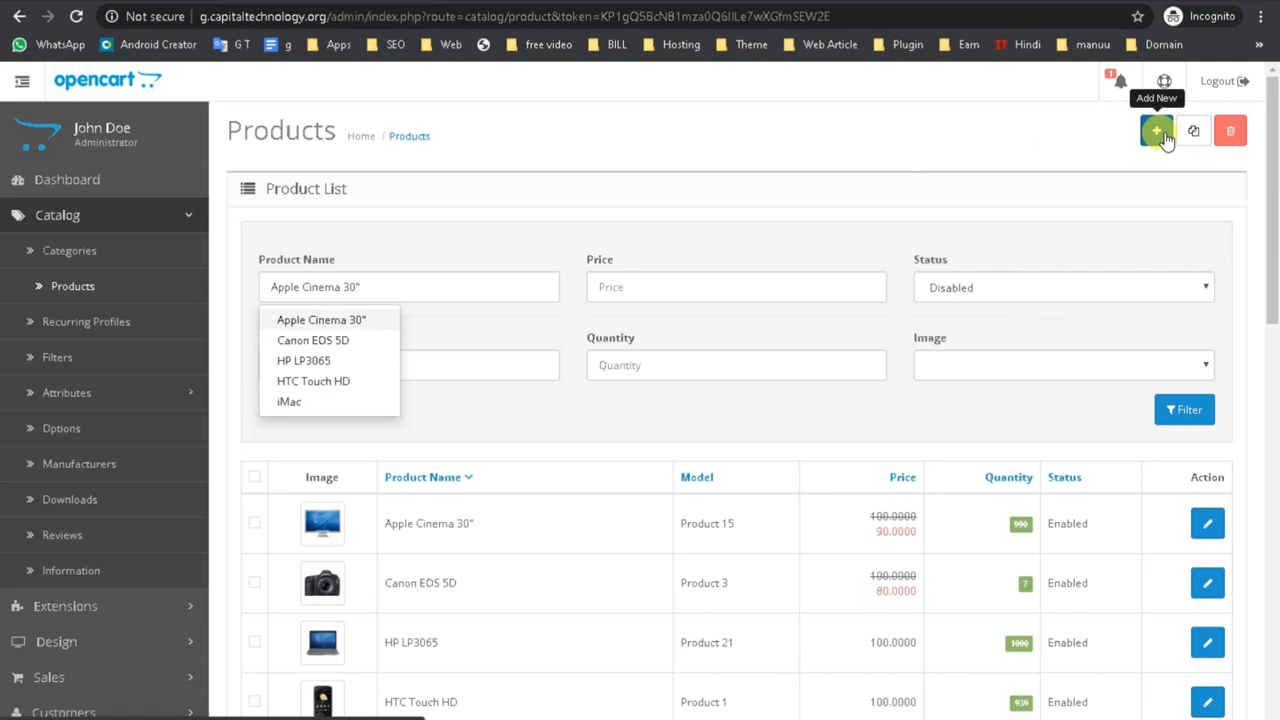 Not secure g.capitaltechnology.org/admin/index.php?route=catalog/product&token=KP1gQ5BcN81mza0Q6IILe7wXGfmSEW2E Incognito
WhatsApp Android Creator G T g Apps SEO Web free video BILL Hosting Theme Web Article Plugin Earn IT Hindi manuu Domain »
opencart 1 Logout
Add New
John Doe
Administrator
Products Home / Products
Dashboard
Product List
Catalog
Categories
Product Name Price Status
Products
Apple Cinema 30" Price Disabled
Recurring Profiles
Apple Cinema 30"
Canon EDS 5D Quantity Image
Filters
HP LP3065 Quantity
HTC Touch HD
Attributes
iMac
Filter
Options
Manufacturers
Image Product Name Model Price Quantity Status Action
Downloads
Apple Cinema 30" Product 15 100.0000 990 Enabled
90.0000
Reviews
Information
Canon EDS 5D Product 3 100.0000 7 Enabled
80.0000
Extensions
Design
HP LP3065 Product 21 100.0000 1000 Enabled
Sales
HTC Touch HD Product 1 100.0000 939 Enabled
Customers